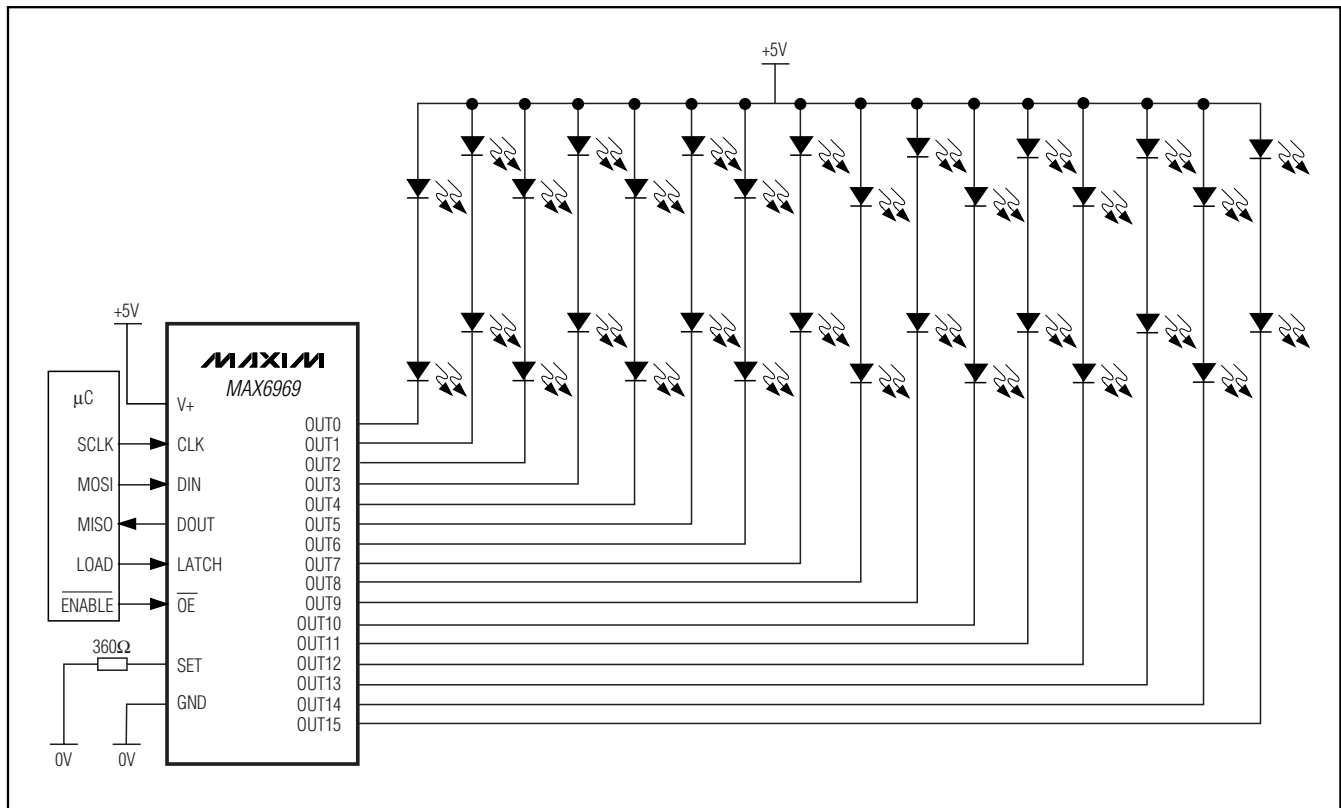 +5V
+5V
MAXIM
MAX6969
µC
SCLK
MOSI
MISO
LOAD
ENABLE
V+
CLK
DIN
DOUT
LATCH
OE
SET
GND
360Ω
0V
0V
OUT0
OUT1
OUT2
OUT3
OUT4
OUT5
OUT6
OUT7
OUT8
OUT9
OUT10
OUT11
OUT12
OUT13
OUT14
OUT15